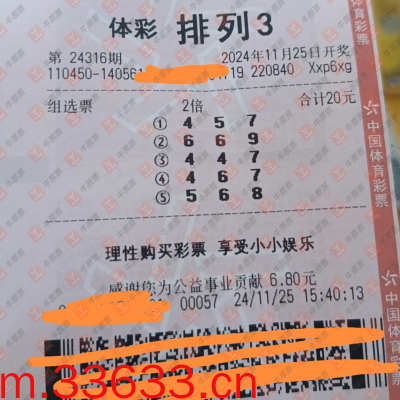 体彩 排列3
第 24316期 2024年11月25日开奖
110450-14056 119 220840 Xxp6xg
组选票 2倍 合计20元
① 4 5 7
② 6 6 9
③ 4 4 7
④ 4 6 7
⑤ 5 6 8
理性购买彩票 享受小小娱乐
感谢您为公益事业贡献 6.80元
00057 24/11/25 15:40:13
m.33633.cn
中国体育彩票
中国体育彩票